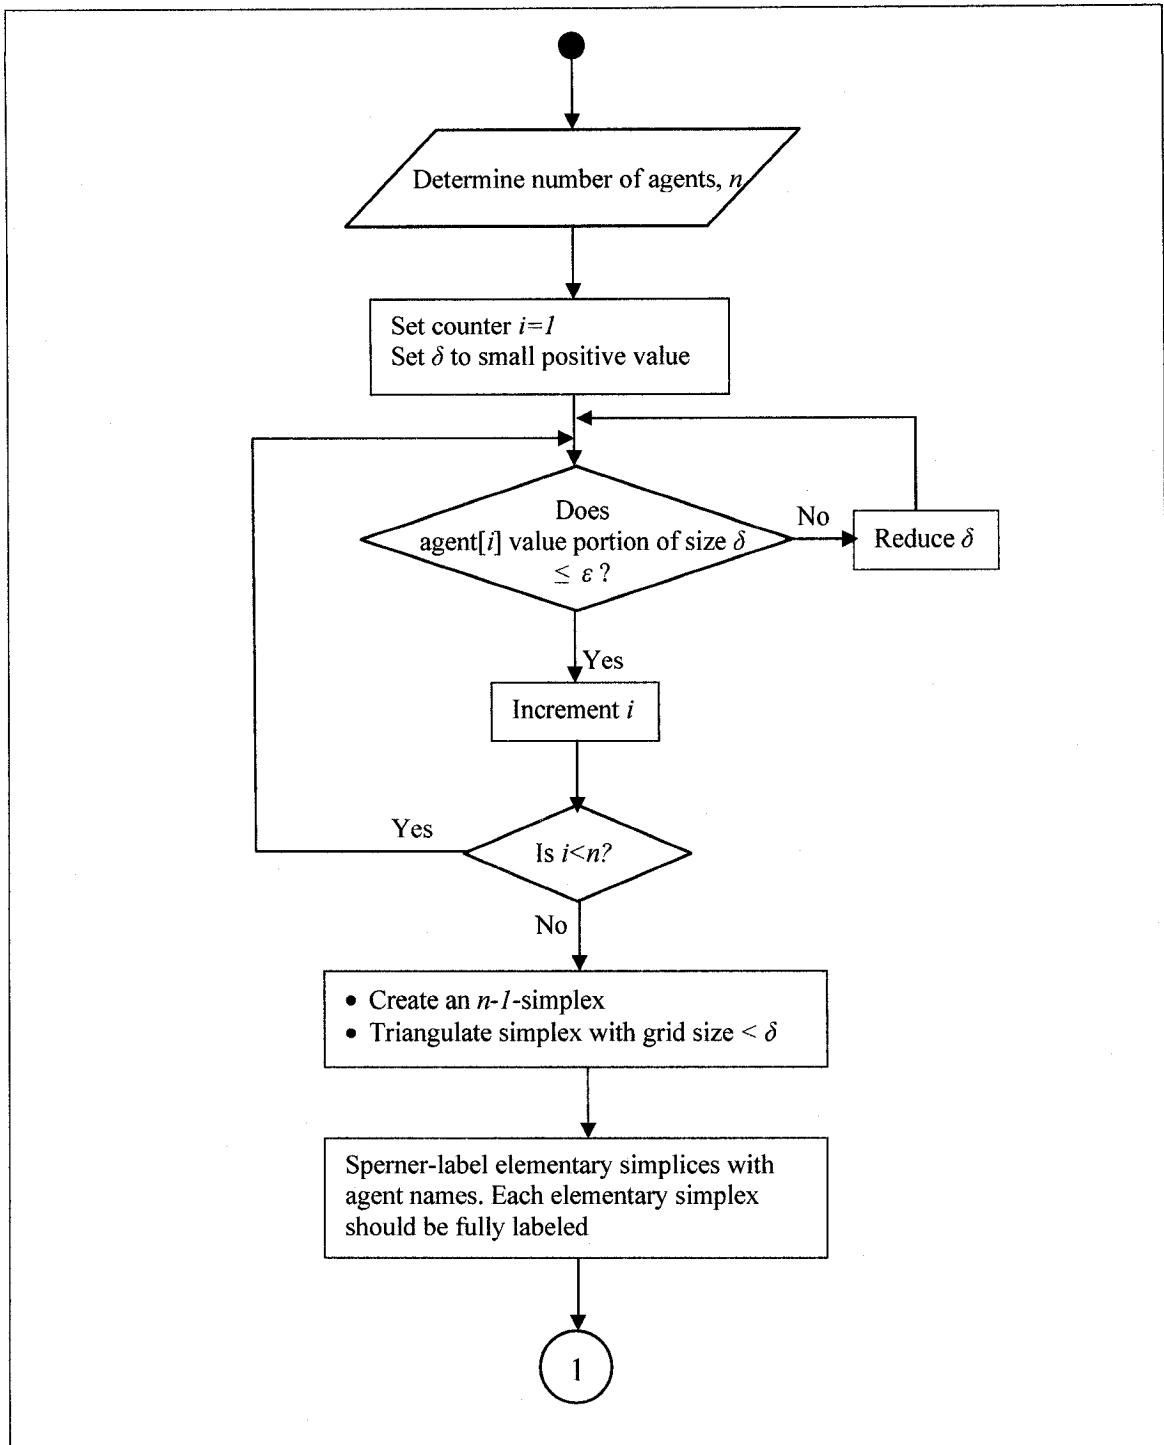 Determine number of agents, n
Set counter i=1
Set δ to small positive value
Does
agent[i] value portion of size δ
≤ ε ?
No
Reduce δ
Yes
Increment i
Yes
Is i<n?
No
• Create an n-1-simplex
• Triangulate simplex with grid size < δ
Sperner-label elementary simplices with
agent names. Each elementary simplex
should be fully labeled
1